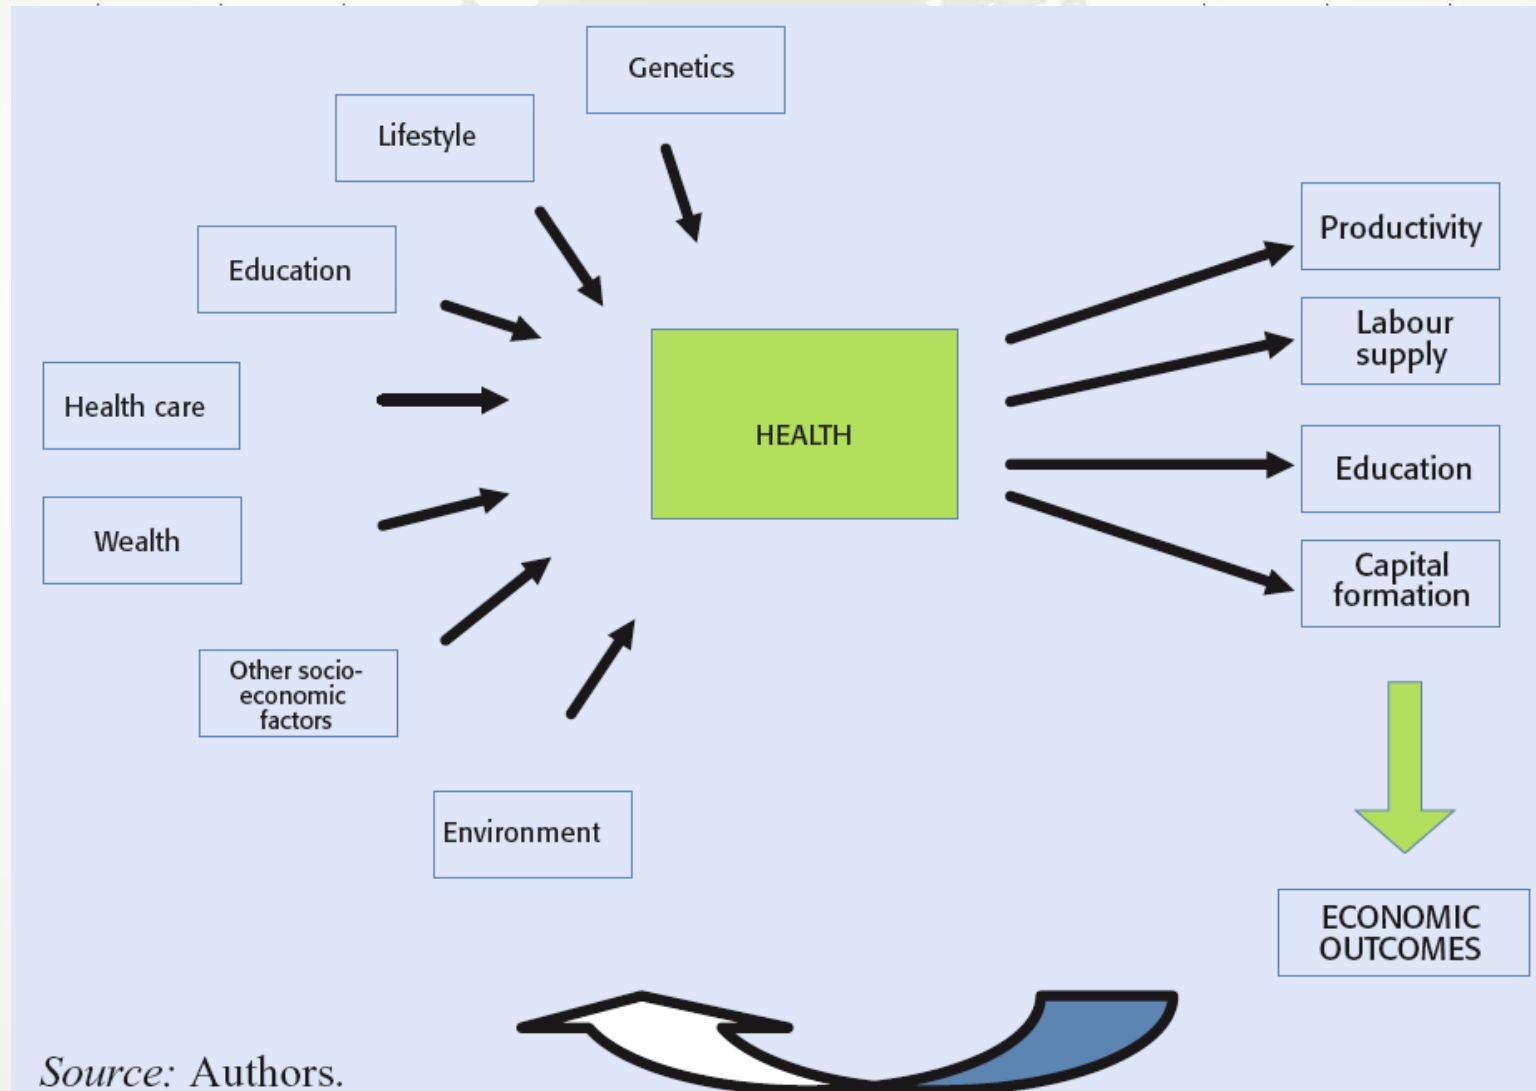 Genetics
Lifestyle
Education
Health care
Wealth
Other socio-
economic
factors
Environment
HEALTH
Productivity
Labour
supply
Education
Capital
formation
ECONOMIC
OUTCOMES
Source: Authors.